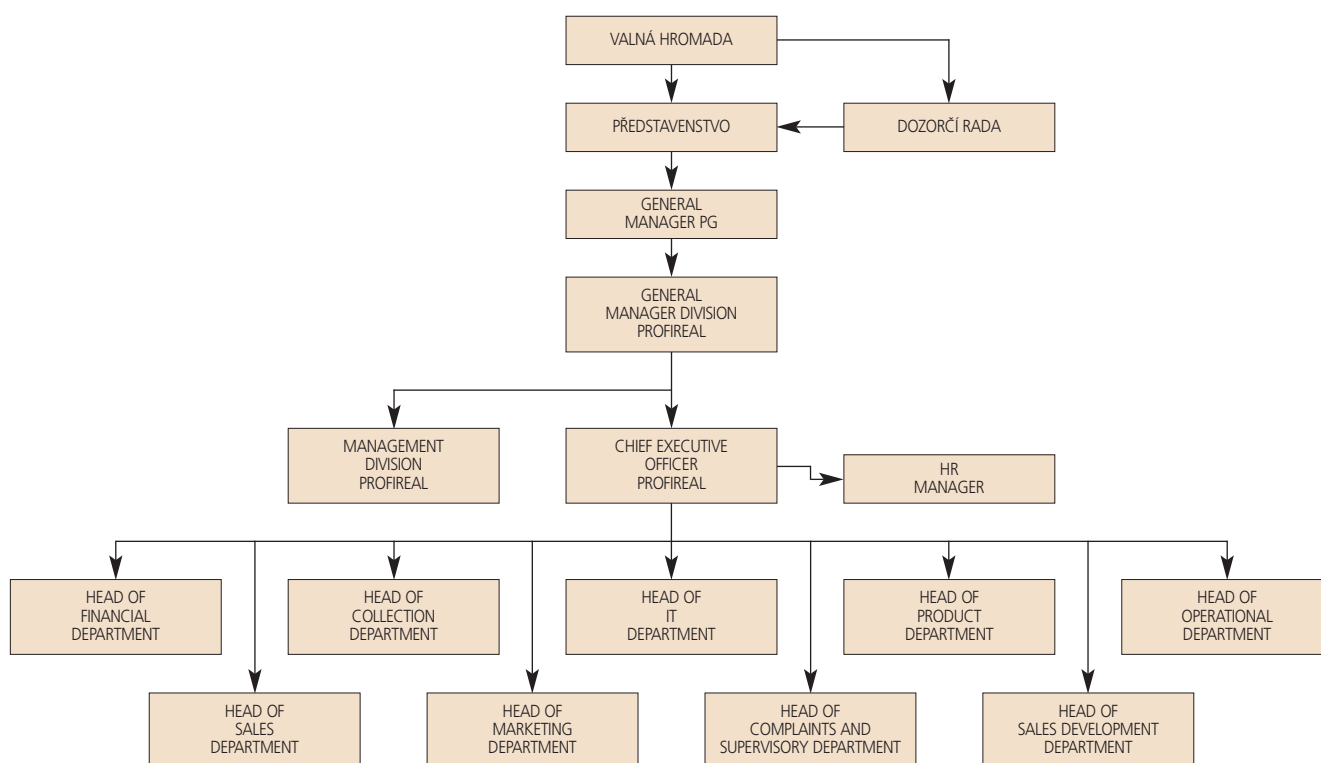 VALNÁ HROMADA
PŘEDSTAVENSTVO
DOZORČÍ RADA
GENERAL
MANAGER PG
GENERAL
MANAGER DIVISION
PROFIREAL
MANAGEMENT
DIVISION
PROFIREAL
CHIEF EXECUTIVE
OFFICER
PROFIREAL
HR
MANAGER
HEAD OF
FINANCIAL
DEPARTMENT
HEAD OF
COLLECTION
DEPARTMENT
HEAD OF
IT
DEPARTMENT
HEAD OF
PRODUCT
DEPARTMENT
HEAD OF
OPERATIONAL
DEPARTMENT
HEAD OF
SALES
DEPARTMENT
HEAD OF
MARKETING
DEPARTMENT
HEAD OF
COMPLAINTS AND
SUPERVISORY DEPARTMENT
HEAD OF
SALES DEVELOPMENT
DEPARTMENT